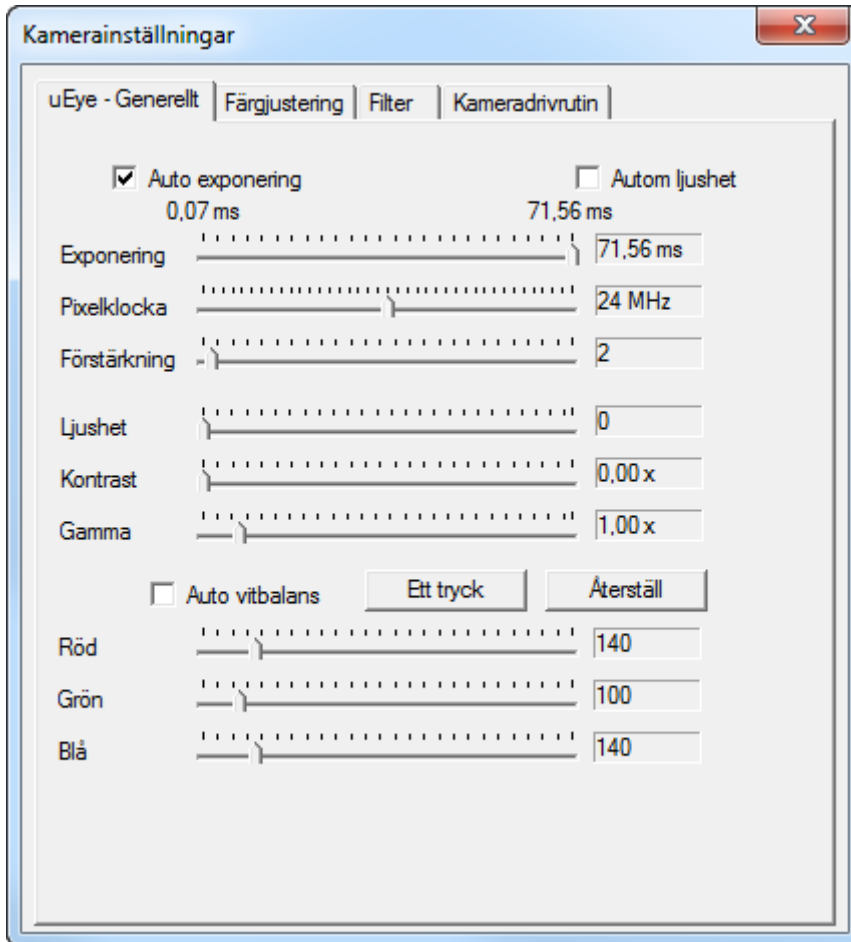 Kamerainställningar
uEye - Generellt Färgjustering Filter Kameradrivrutin
Auto exponering Autom ljushet
0,07 ms 71,56 ms
Exponering 71,56 ms
Pixelklocka 24 MHz
Förstärkning 2
Ljushet 0
Kontrast 0,00 x
Gamma 1,00 x
Auto vitbalans Ett tryck Återställ
Röd 140
Grön 100
Blå 140